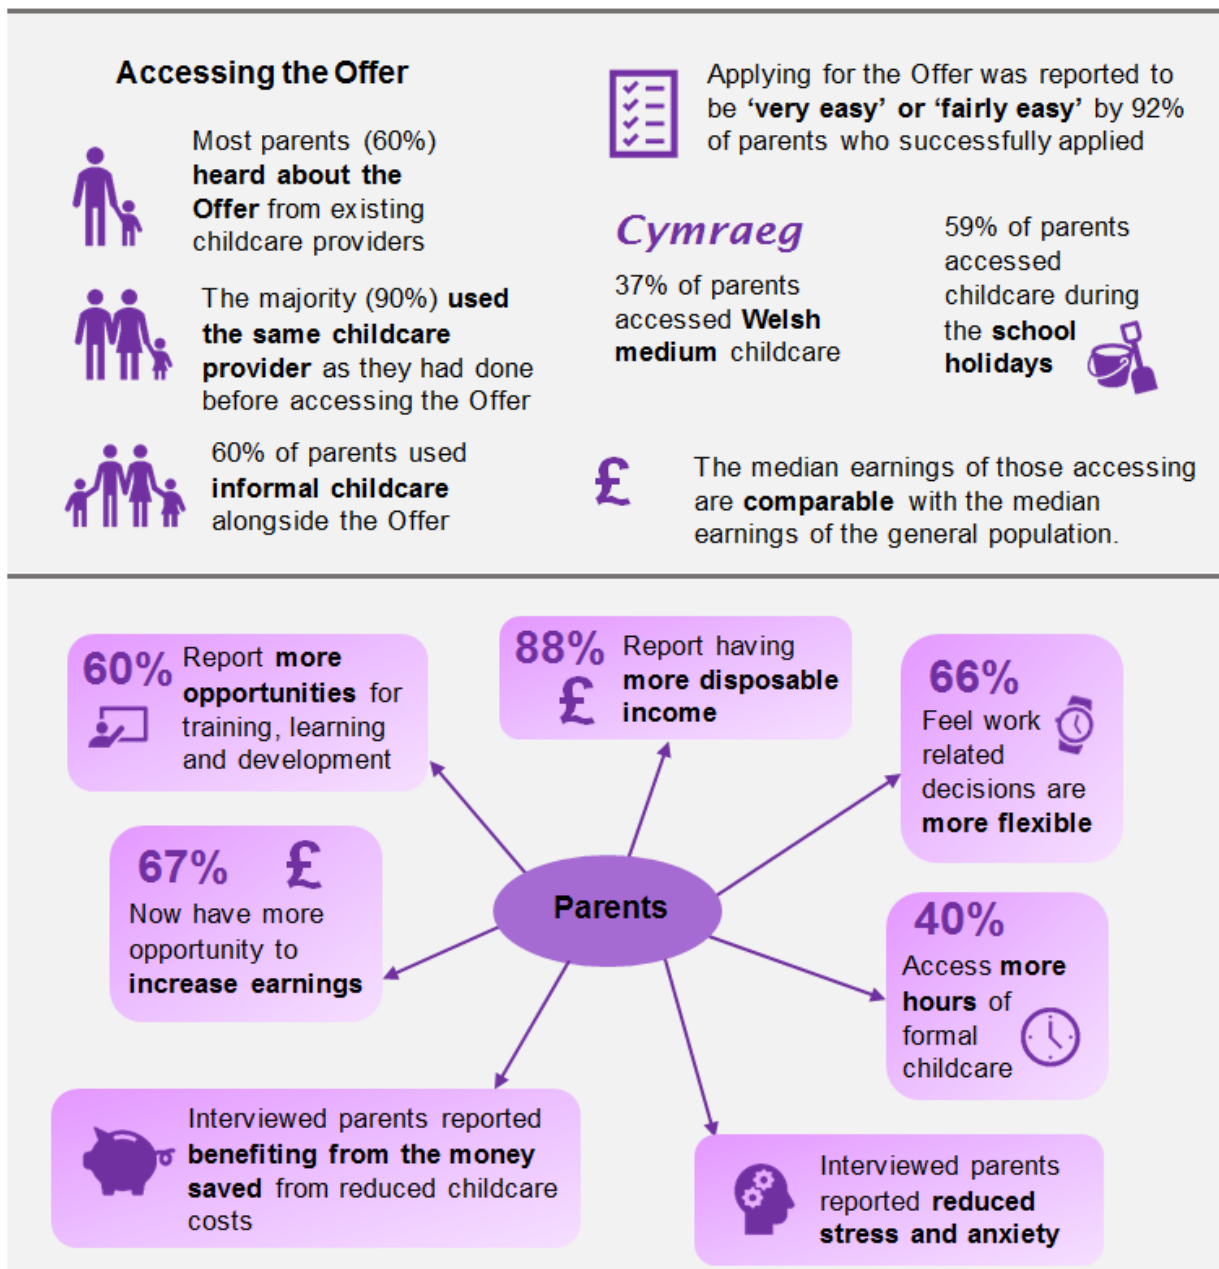 Accessing the Offer
Most parents (60%)
heard about the
Offer from existing
childcare providers
The majority (90%) used
the same childcare
provider as they had done
before accessing the Offer
60% of parents used
informal childcare
alongside the Offer
Applying for the Offer was reported to
be ‘very easy’ or ‘fairly easy’ by 92%
of parents who successfully applied
Cymraeg
37% of parents
accessed Welsh
medium childcare
59% of parents
accessed
childcare during
the school
holidays
£
The median earnings of those accessing
are comparable with the median
earnings of the general population.
60%
Report more
opportunities for
training, learning
and development
88%
£
Report having
more disposable
income
66%
Feel work
related
decisions are
more flexible
67% £
Now have more
opportunity to
increase earnings
Parents
40%
Access more
hours of
formal
childcare
Interviewed parents reported
benefiting from the money
saved from reduced childcare
costs
Interviewed parents
reported reduced
stress and anxiety